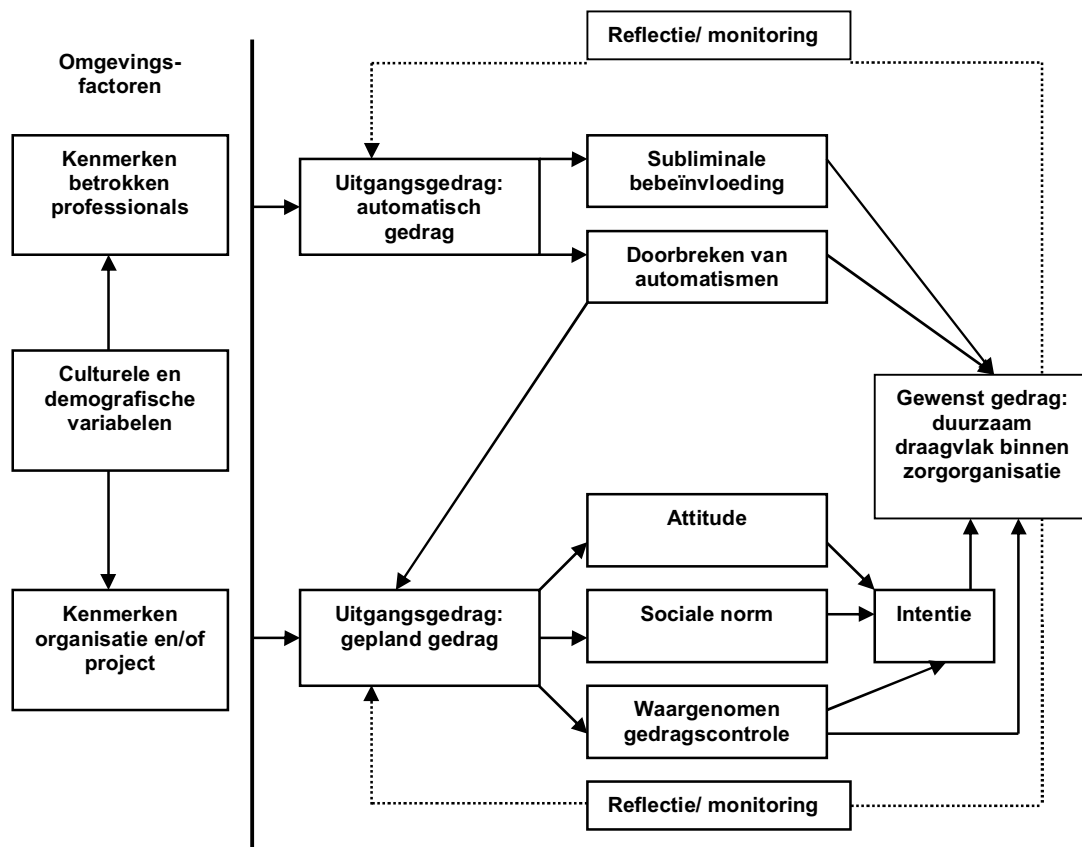 Reflectie/ monitoring
Omgevings-
factoren
Kenmerken
betrokken
professionals
Culturele en
demografische
variabelen
Kenmerken
organisatie en/of
project
Uitgangsgedrag:
automatisch
gedrag
Subliminale
bebeïnvloeding
Doorbreken van
automatismen
Gewenst gedrag:
duurzaam
draagvlak binnen
zorgorganisatie
Uitgangsgedrag:
gepland gedrag
Attitude
Sociale norm
Intentie
Waargenomen
gedragscontrole
Reflectie/ monitoring